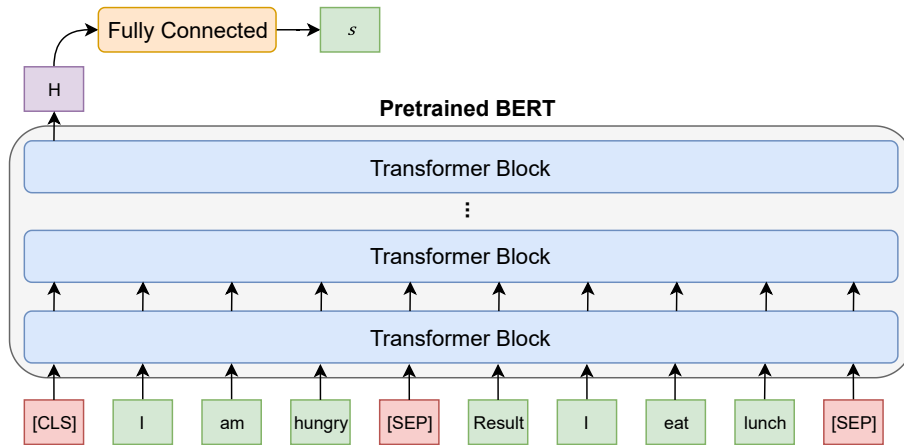 Fully Connected
s
H
Pretrained BERT
Transformer Block
⋮
Transformer Block
Transformer Block
[CLS] I am hungry [SEP] Result I eat lunch [SEP]